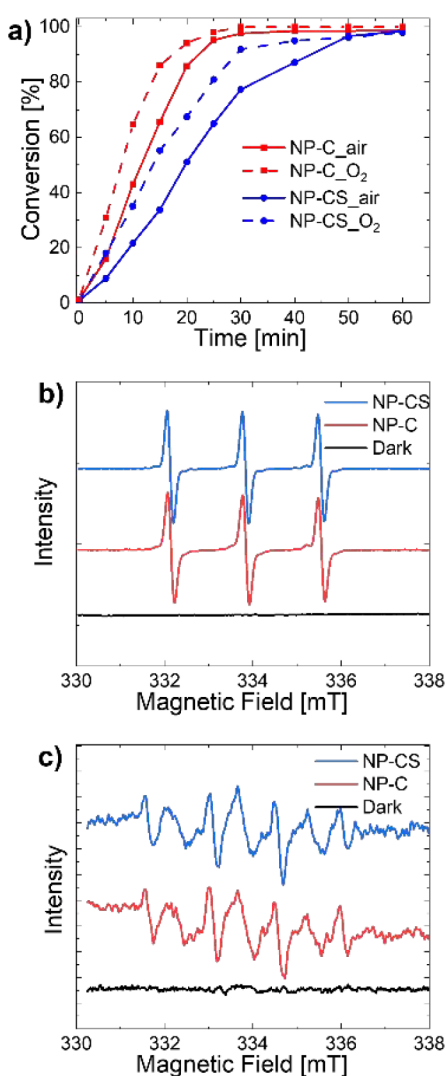 a)
100
80
60
40
20
0
Conversion [%]
NP-C_air
NP-C_O₂
NP-CS_air
NP-CS_O₂
0 10 20 30 40 50 60
Time [min]
b)
NP-CS
NP-C
Dark
Intensity
330 332 334 336 338
Magnetic Field [mT]
c)
NP-CS
NP-C
Dark
Intensity
330 332 334 336 338
Magnetic Field [mT]